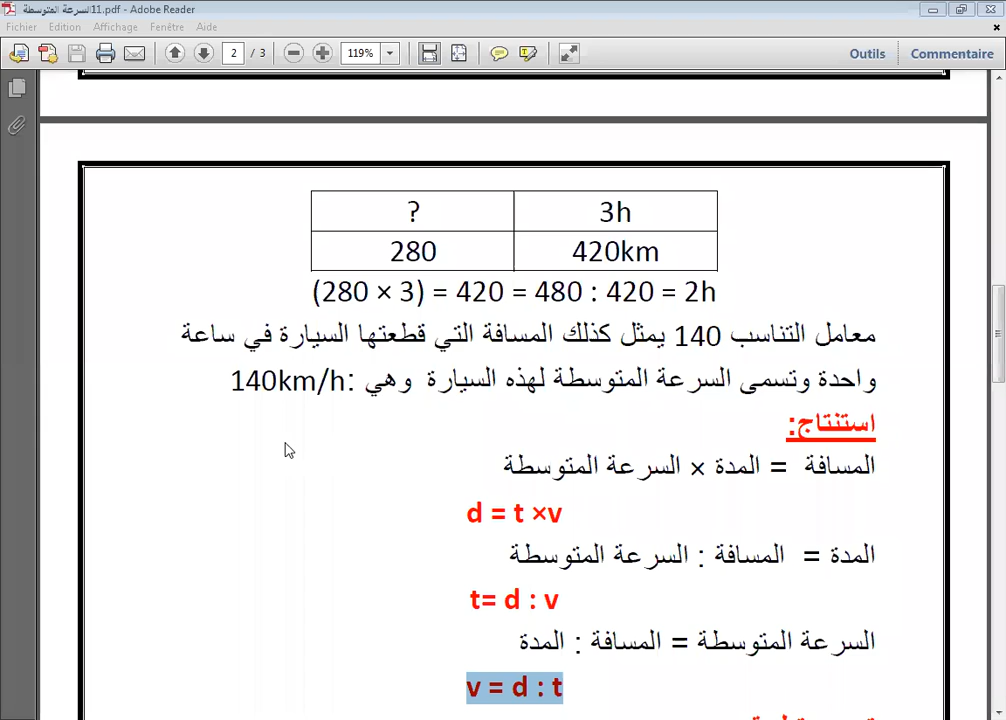 السرعة المتوسطة11.pdf - Adobe Reader
Fichier Edition Affichage Fenêtre Aide
2 / 3 119% Outils Commentaire
? 3h
280 420km
(280 × 3) = 420 = 480 : 420 = 2h
معامل التناسب 140 يمثل كذلك المسافة التي قطعتها السيارة في ساعة
واحدة وتسمى السرعة المتوسطة لهذه السيارة وهي :140km/h
استنتاج:
المسافة = المدة × السرعة المتوسطة
d = t ×v
المدة = المسافة : السرعة المتوسطة
t= d : v
السرعة المتوسطة = المسافة : المدة
v = d : t